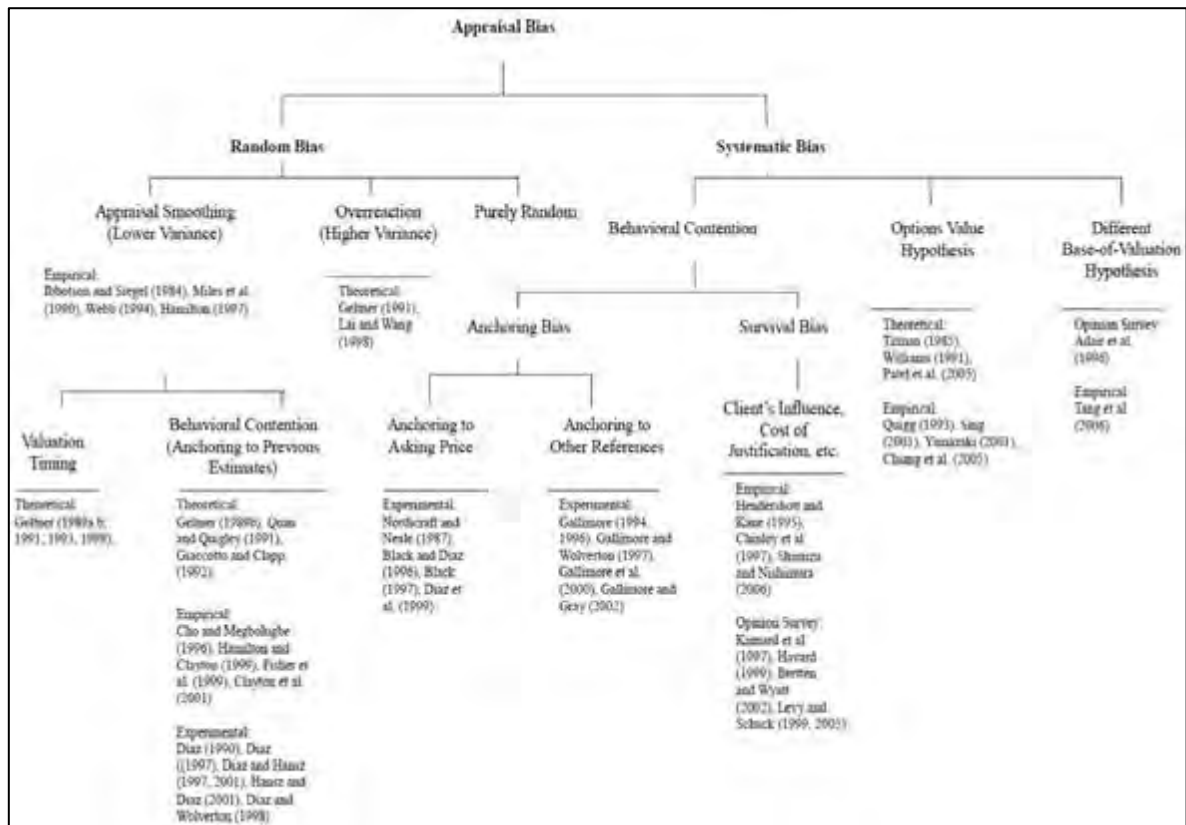 Appraisal Bias
Random Bias
Systematic Bias
Appraisal Smoothing
(Lower Variance)
Overreaction
(Higher Variance)
Purely Random
Behavioral Contention
Options Value
Hypothesis
Different
Base-of-Valuation
Hypothesis
Empirical:
Ibbotson and Siegel (1984), Miles et al.
(1990), Webb (1994), Hamilton (1997)
Theoretical:
Geltner (1991),
Lai and Wang
(1998)
Anchoring Bias
Survival Bias
Theoretical:
Titman (1985),
Williams (1991),
Patel et al. (2005)
Empirical:
Quigg (1993), Sing
(2001), Yamazaki (2001),
Chiang et al. (2005)
Opinion Survey
Adair et al.
(1996)
Empirical:
Tang et al
(2006)
Valuation
Timing
Behavioral Contention
(Anchoring to Previous
Estimates)
Anchoring to
Asking Price
Anchoring to
Other References
Client's Influence,
Cost of
Justification, etc.
Theoretical:
Geltner (1989a b;
1991, 1993, 1998),
Theoretical:
Geltner (1989b), Quan
and Quigley (1991),
Giaccotto and Clapp
(1992)
Empirical:
Cho and Megbolugbe
(1996), Hamilton and
Clayton (1999), Fisher et
al. (1999), Clayton et al.
(2001)
Experimental:
Diaz (1990), Diaz
((1997), Diaz and Hansz
(1997, 2001), Hansz and
Diaz (2001), Diaz and
Wolverton (1998)
Experimental:
Northcraft and
Neale (1987),
Black and Diaz
(1996), Black
(1997), Diaz et
al. (1999)
Experimental:
Gallimore (1994,
1996), Gallimore and
Wolverton (1997),
Gallimore et al.
(2000), Gallimore and
Gray (2002)
Empirical:
Hendershott and
Kane (1995),
et al.
(1997), Shimizu
and Nishimura
(2006)
Opinion Survey
Kinnard et al
(1997), Havard
(1999), Bretten
and Wyatt
(2002), Levy and
Schuck (1999, 2005)